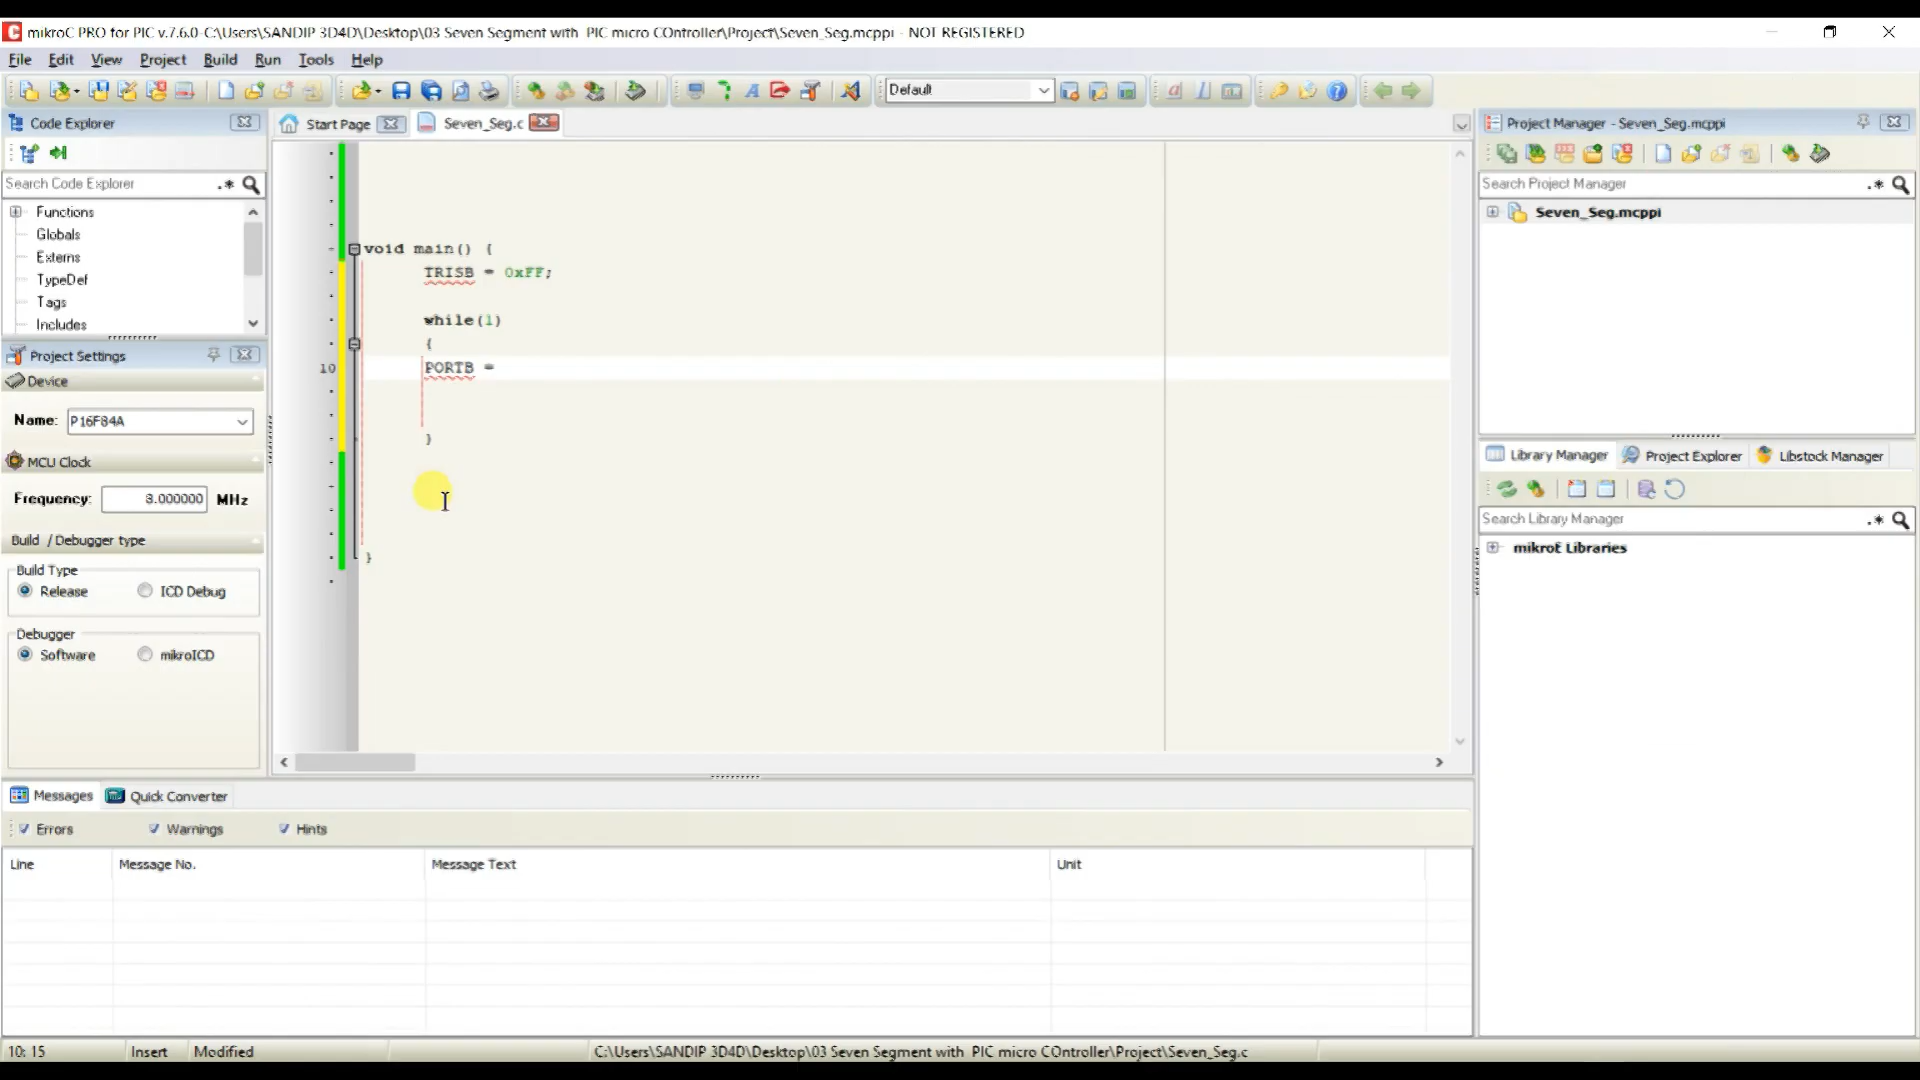 mikroC PRO for PIC v.7.6.0-C:\Users\SANDIP 3D4D\Desktop\03 Seven Segment with PIC micro COntroller\Project\Seven_Seg.mcppi - NOT REGISTERED
File Edit View Project Build Run Tools Help
Default
Code Explorer
Start Page
Seven_Seg.c
Project Manager - Seven_Seg.mcppi
Search Code Explorer
Search Project Manager
Functions
Globals
Externs
TypeDef
Tags
Includes
Seven_Seg.mcppi
void main() {
TRISB = 0xFF;
while(1)
{
10 PORTB =
}
}
Project Settings
Device
Name: P16F84A
MCU Clock
Frequency: 8.000000 MHz
Build / Debugger type
Build Type
Release
ICD Debug
Debugger
Software
mikroICD
Library Manager
Project Explorer
Libstock Manager
Search Library Manager
mikroE Libraries
Messages
Quick Converter
Errors
Warnings
Hints
Line
Message No.
Message Text
Unit
10: 15
Insert
Modified
C:\Users\SANDIP 3D4D\Desktop\03 Seven Segment with PIC micro COntroller\Project\Seven_Seg.c